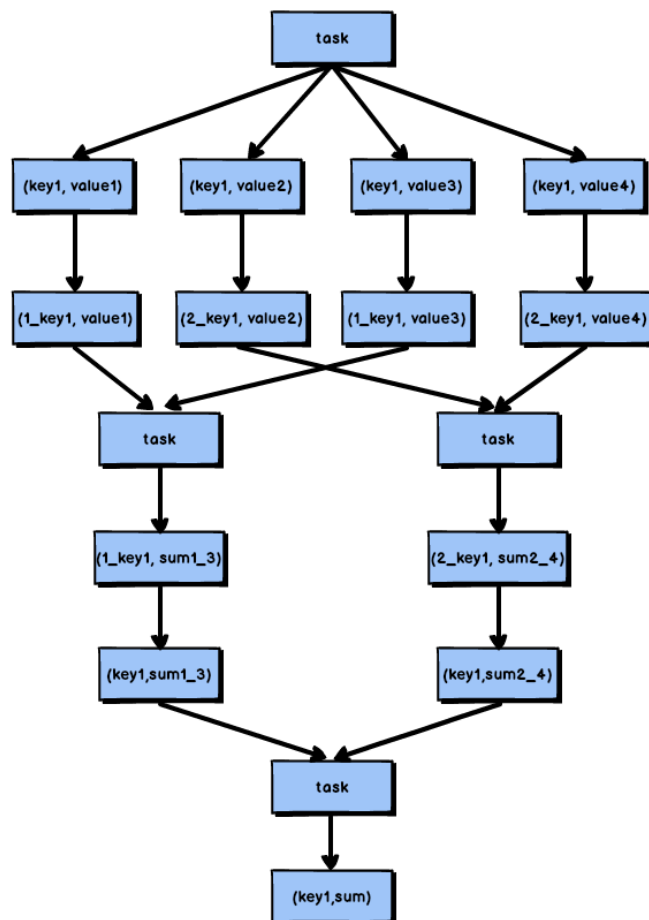 task
(key1, value1)
(key1, value2)
(key1, value3)
(key1, value4)
(1_key1, value1)
(2_key1, value2)
(1_key1, value3)
(2_key1, value4)
task
task
(1_key1, sum1_3)
(2_key1, sum2_4)
(key1,sum1_3)
(key1,sum2_4)
task
(key1,sum)